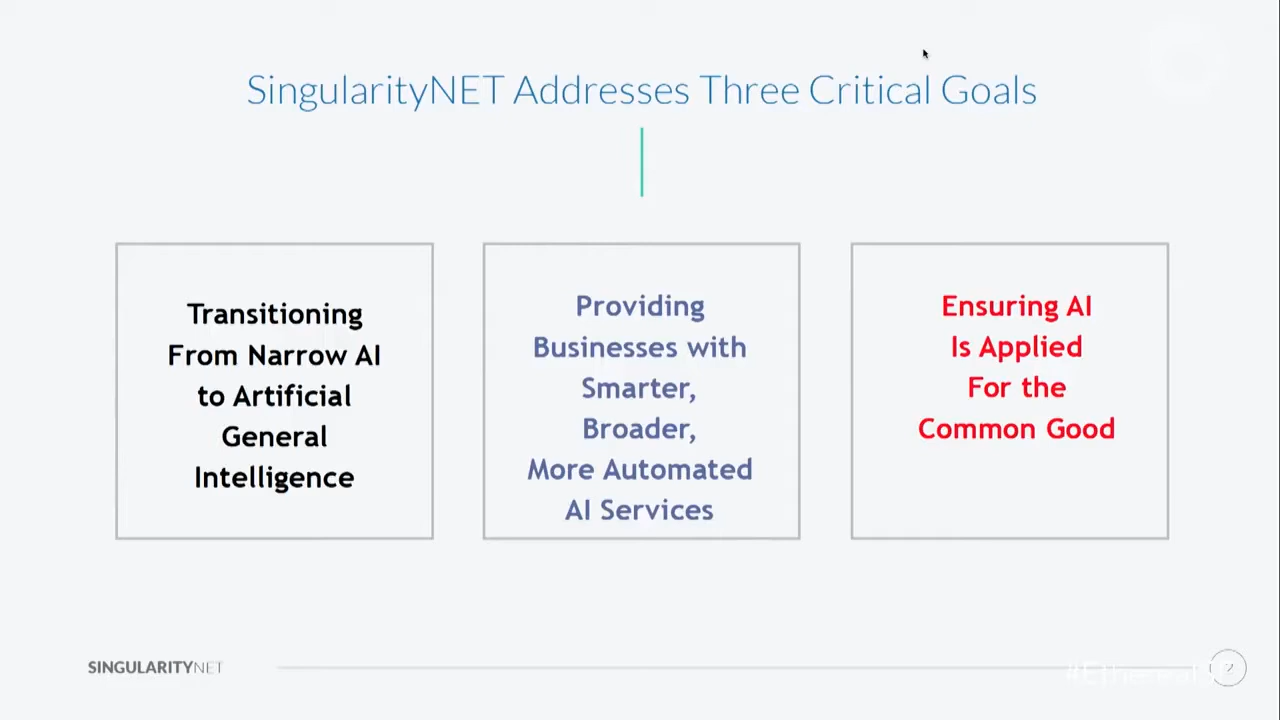 SingularityNET Addresses Three Critical Goals
Transitioning
From Narrow AI
to Artificial
General
Intelligence
Providing
Businesses with
Smarter,
Broader,
More Automated
AI Services
Ensuring AI
Is Applied
For the
Common Good
SINGULARITYNET
2